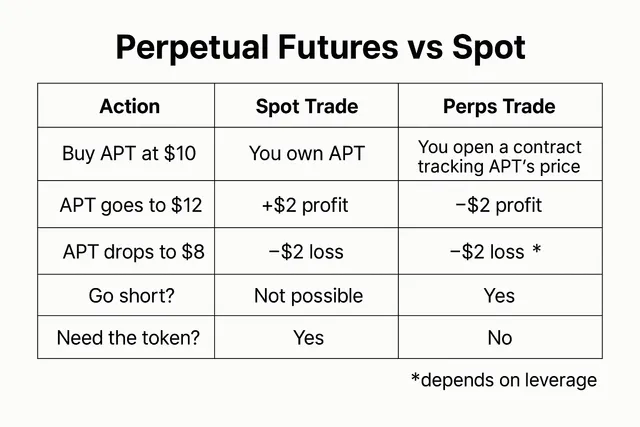 Perpetual Futures vs Spot
Action Spot Trade Perps Trade
Buy APT at $10 You own APT You open a contract
tracking APT’s price
APT goes to $12 +$2 profit −$2 profit
APT drops to $8 −$2 loss −$2 loss *
Go short? Not possible Yes
Need the token? Yes No
*depends on leverage